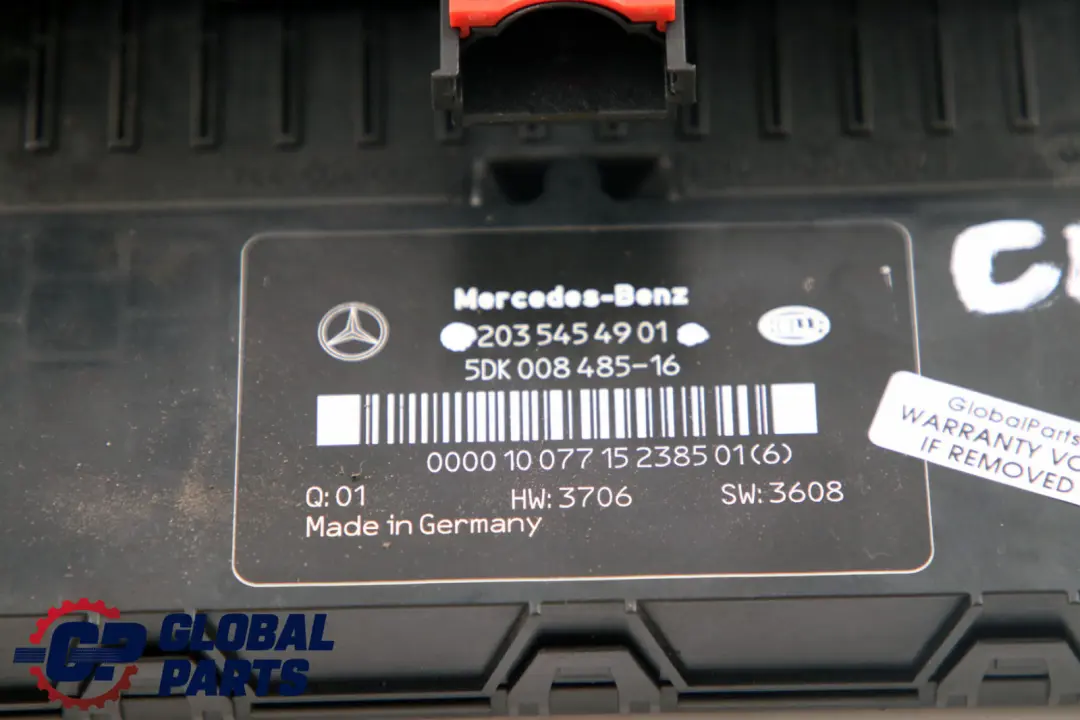 Mercedes-Benz
203 545 49 01
5DK 008 485-16
0000 10 077 15 2385 01(6)
Q: 01 HW: 3706 SW: 3608
Made in Germany
GlobalParts
WARRANTY
IF REMOVED
GP GLOBAL
PARTS